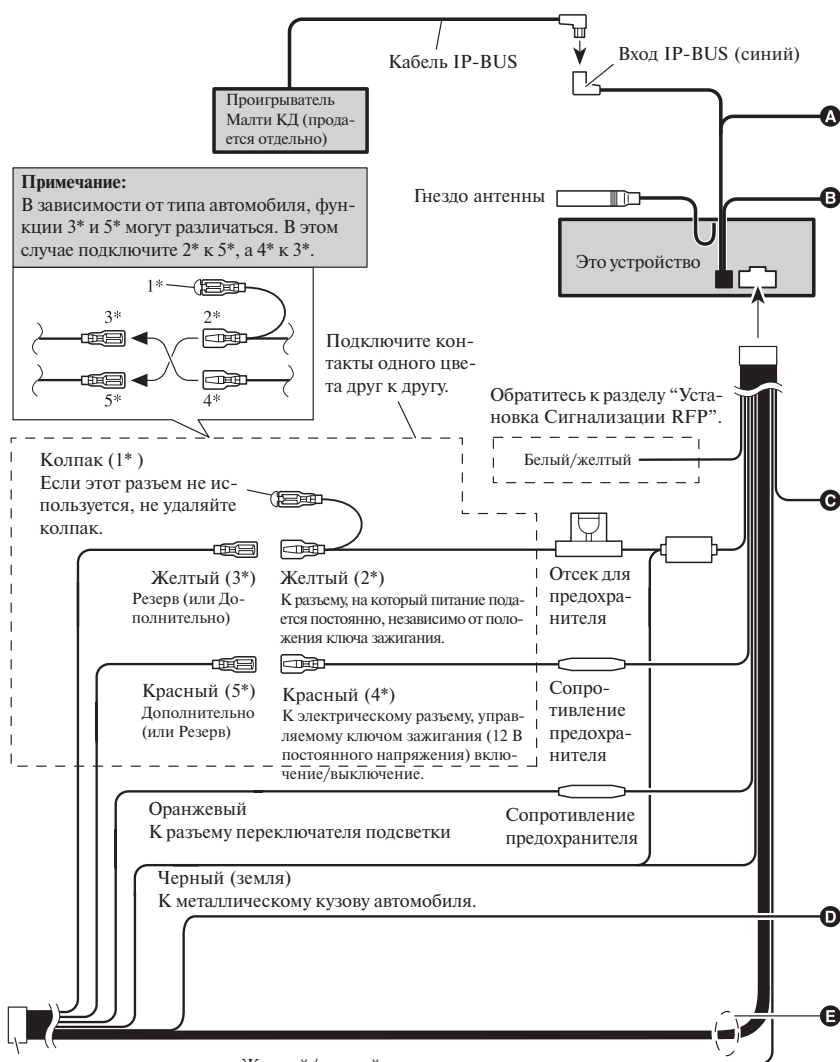 Кабель IP-BUS
Вход IP-BUS (синий)
Проигрыватель
Малти КД (прода-
ется отдельно)
A
Примечание:
В зависимости от типа автомобиля, фун-
кции 3* и 5* могут различаться. В этом
случае подключите 2* к 5*, а 4* к 3*.
Гнездо антенны
B
Это устройство
1*
3*
2*
5*
4*
Подключите кон-
такты одного цве-
та друг к другу.
Обратитесь к разделу “Уста-
новка Сигнализации RFP”.
Белый/желтый
C
Колпак (1* )
Если этот разъем не ис-
пользуется, не удаляйте
колпак.
Желтый (3*)
Резерв (или До-
полнительно)
Желтый (2*)
К разъему, на который питание пода-
ется постоянно, независимо от поло-
жения ключа зажигания.
Отсек для
предохра-
нителя
Красный (5*)
Дополнительно
(или Резерв)
Красный (4*)
К электрическому разъему, управ-
ляемому ключом зажигания (12 В
постоянного напряжения) вклю-
чение/выключение.
Сопро-
тивление
предохра-
нителя
Оранжевый
К разъему переключателя подсветки
Сопротивление
предохранителя
Черный (земля)
К металлическому кузову автомобиля.
D
E